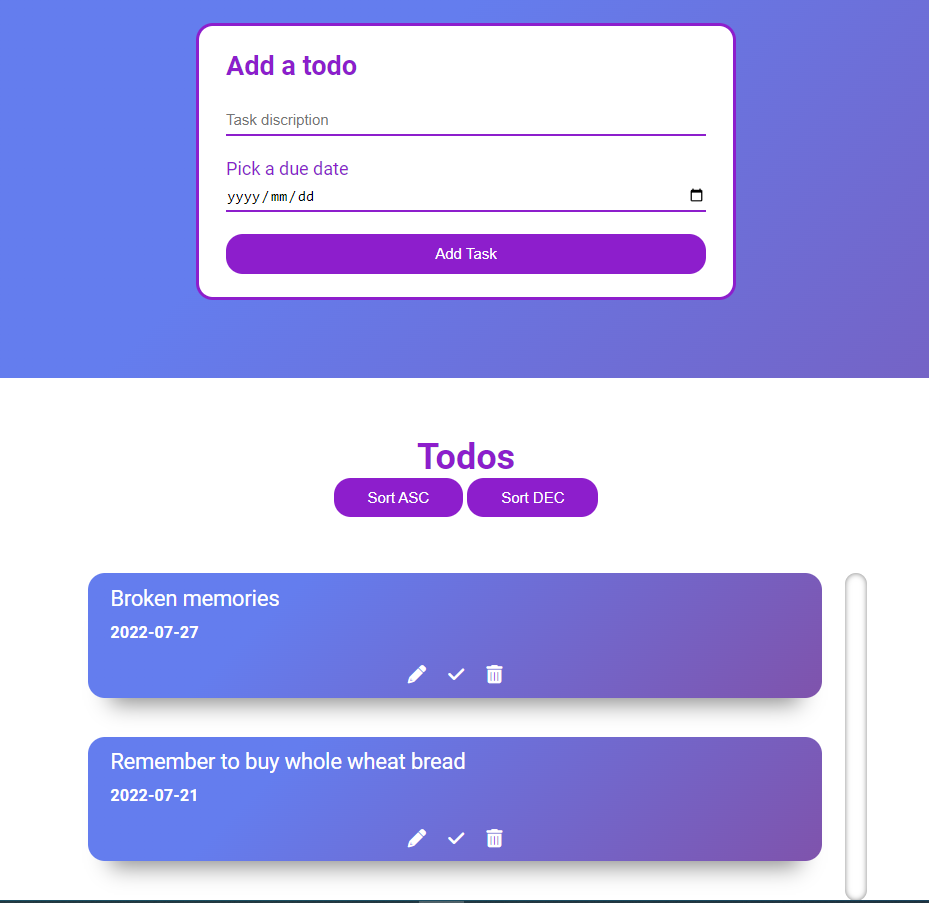 Add a todo
Task discription
Pick a due date
yyyy/mm/dd
Add Task
Todos
Sort ASC Sort DEC
Broken memories
2022-07-27
Remember to buy whole wheat bread
2022-07-21